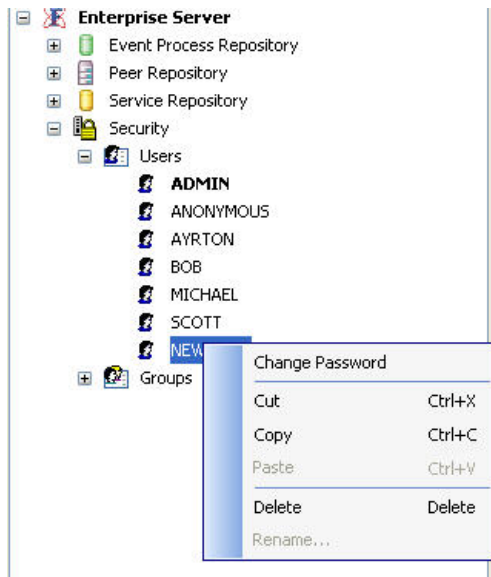 Enterprise Server
Event Process Repository
Peer Repository
Service Repository
Security
Users
ADMIN
ANONYMOUS
AYRTON
BOB
MICHAEL
SCOTT
NEW
Groups
Change Password
Cut Ctrl+X
Copy Ctrl+C
Paste Ctrl+V
Delete Delete
Rename...